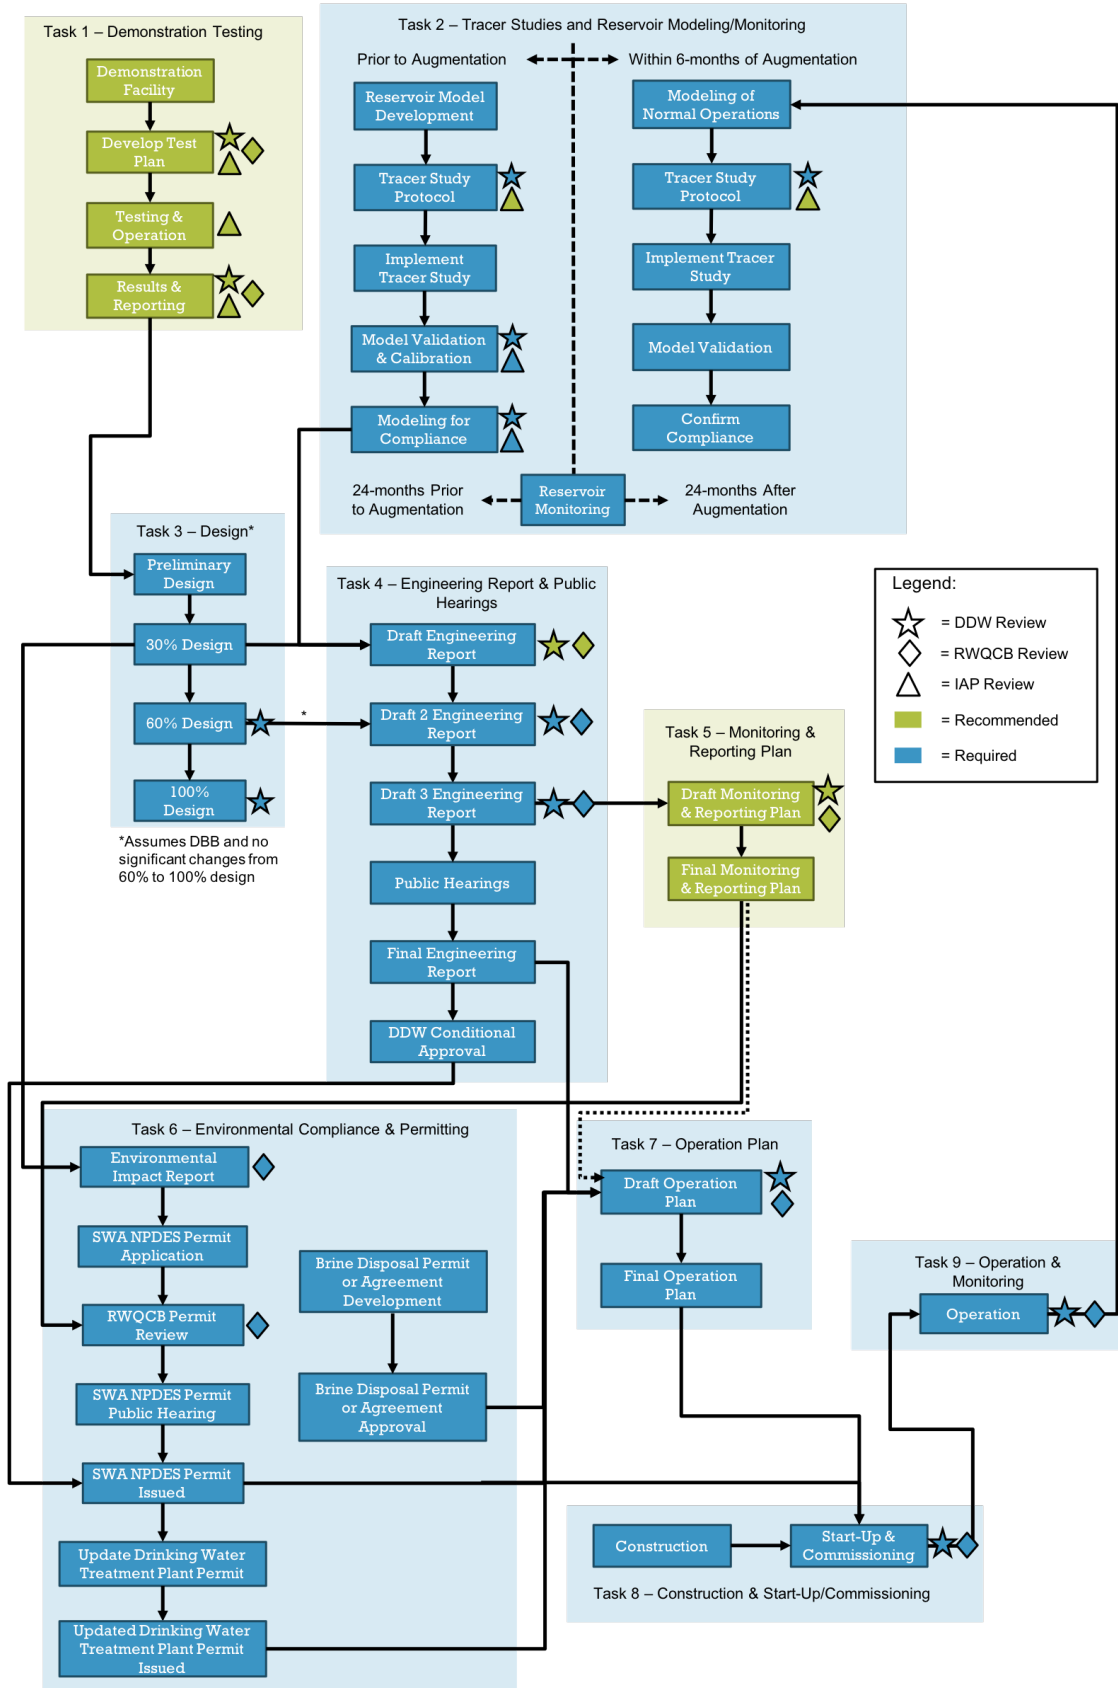 Task 1 – Demonstration Testing
Demonstration
Facility
Develop Test
Plan
Testing &
Operation
Results &
Reporting
Task 2 – Tracer Studies and Reservoir Modeling/Monitoring
Prior to Augmentation
Within 6-months of Augmentation
Reservoir Model
Development
Tracer Study
Protocol
Implement
Tracer Study
Model Validation
& Calibration
Modeling for
Compliance
Modeling of
Normal Operations
Tracer Study
Protocol
Implement Tracer
Study
Model Validation
Confirm
Compliance
24-months Prior
to Augmentation
Reservoir
Monitoring
24-months After
Augmentation
Task 3 – Design*
Preliminary
Design
30% Design
60% Design
*
100%
Design
*Assumes DBB and no
significant changes from
60% to 100% design
Task 4 – Engineering Report & Public
Hearings
Draft Engineering
Report
Draft 2 Engineering
Report
Draft 3 Engineering
Report
Public Hearings
Final Engineering
Report
DDW Conditional
Approval
Legend:
= DDW Review
= RWQCB Review
= IAP Review
= Recommended
= Required
Task 5 – Monitoring &
Reporting Plan
Draft Monitoring
& Reporting Plan
Final Monitoring
& Reporting Plan
Task 6 – Environmental Compliance & Permitting
Environmental
Impact Report
SWA NPDES Permit
Application
RWQCB Permit
Review
SWA NPDES Permit
Public Hearing
SWA NPDES Permit
Issued
Update Drinking Water
Treatment Plant Permit
Updated Drinking Water
Treatment Plant Permit
Issued
Brine Disposal Permit
or Agreement
Development
Brine Disposal Permit
or Agreement
Approval
Task 7 – Operation Plan
Draft Operation
Plan
Final Operation
Plan
Task 9 – Operation &
Monitoring
Operation
Construction
Start-Up &
Commissioning
Task 8 – Construction & Start-Up/Commissioning